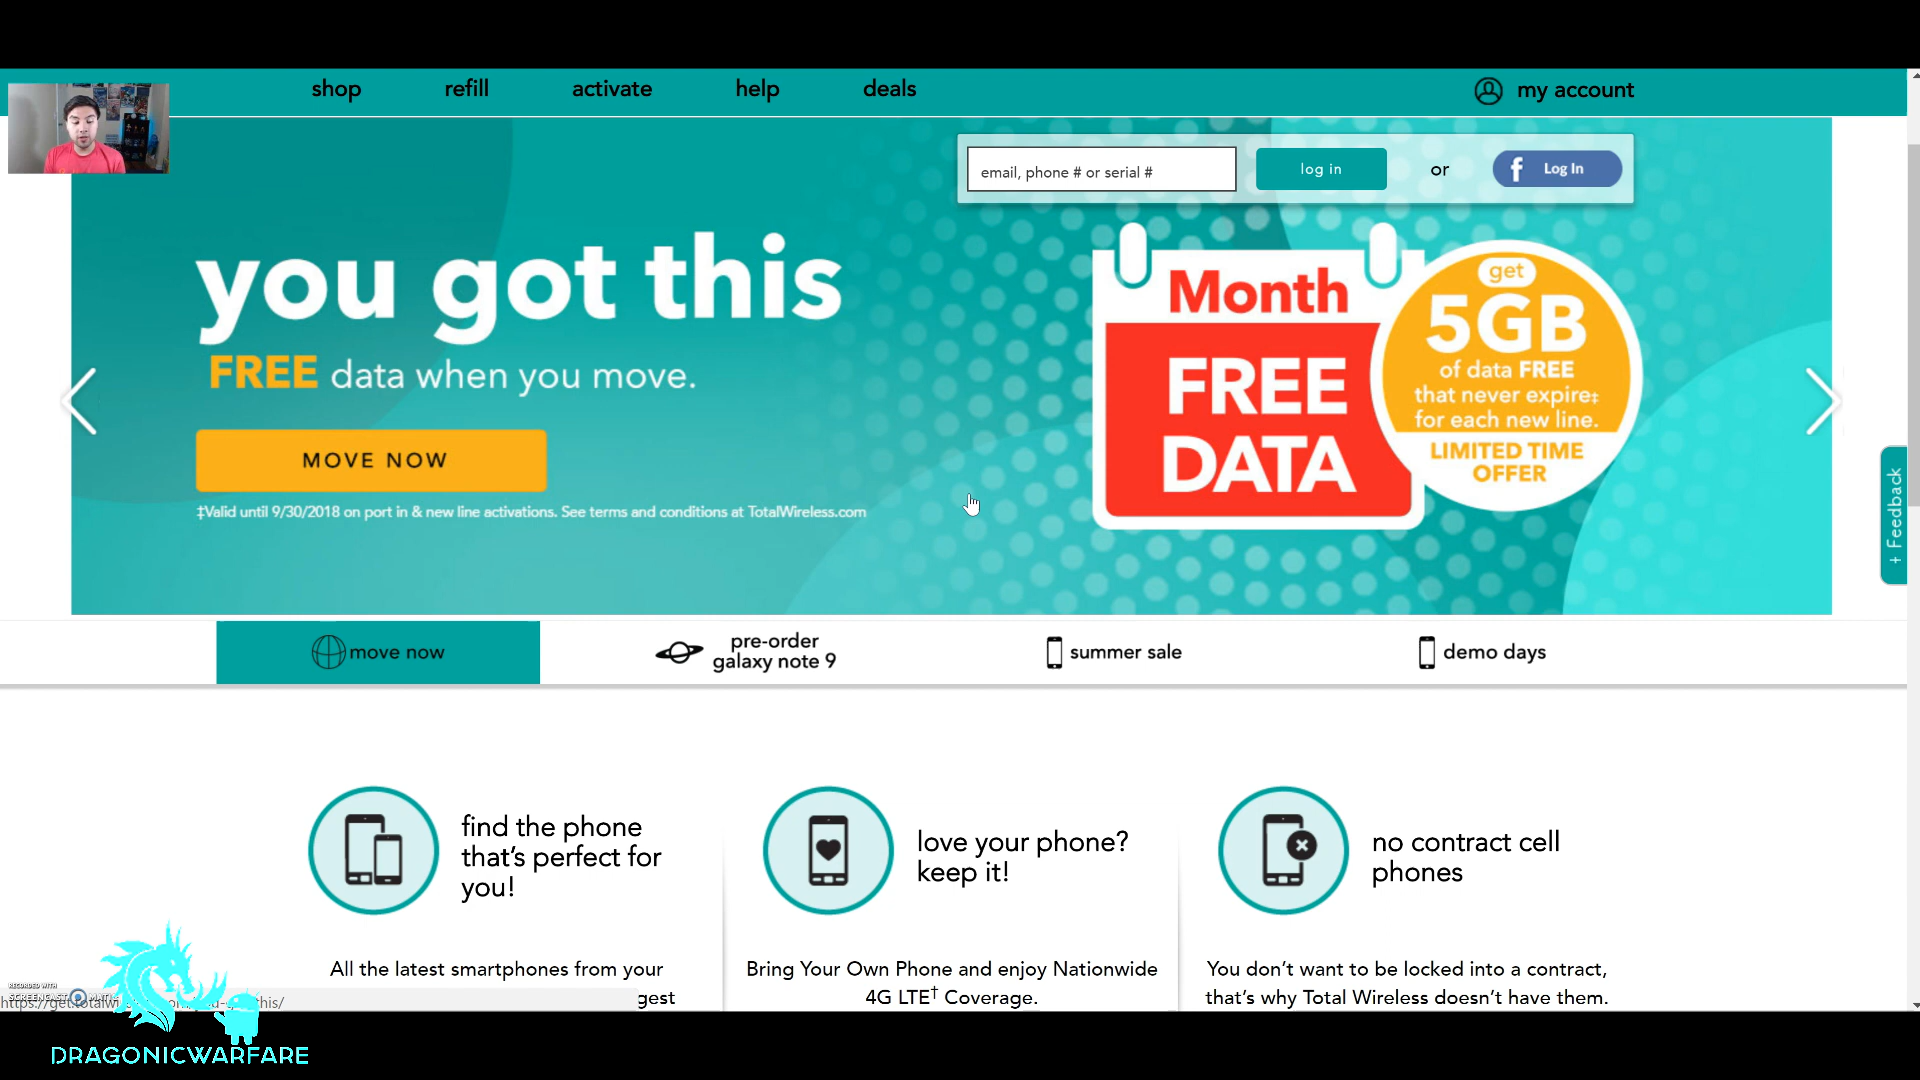 shop refill activate help deals my account
email, phone # or serial # log in or f Log In
you got this
FREE data when you move.
MOVE NOW
‡Valid until 9/30/2018 on port in & new line activations. See terms and conditions at TotalWireless.com
Month
FREE
DATA
get
5GB
of data FREE
that never expire‡
for each new line.
LIMITED TIME
OFFER
+ Feedback
move now
pre-order
galaxy note 9
summer sale
demo days
find the phone
that's perfect for
you!
love your phone?
keep it!
no contract cell
phones
All the latest smartphones from your
gest
Bring Your Own Phone and enjoy Nationwide
4G LTE† Coverage.
You don't want to be locked into a contract,
that's why Total Wireless doesn't have them.
RECORDED WITH
DRAGONICWARFARE